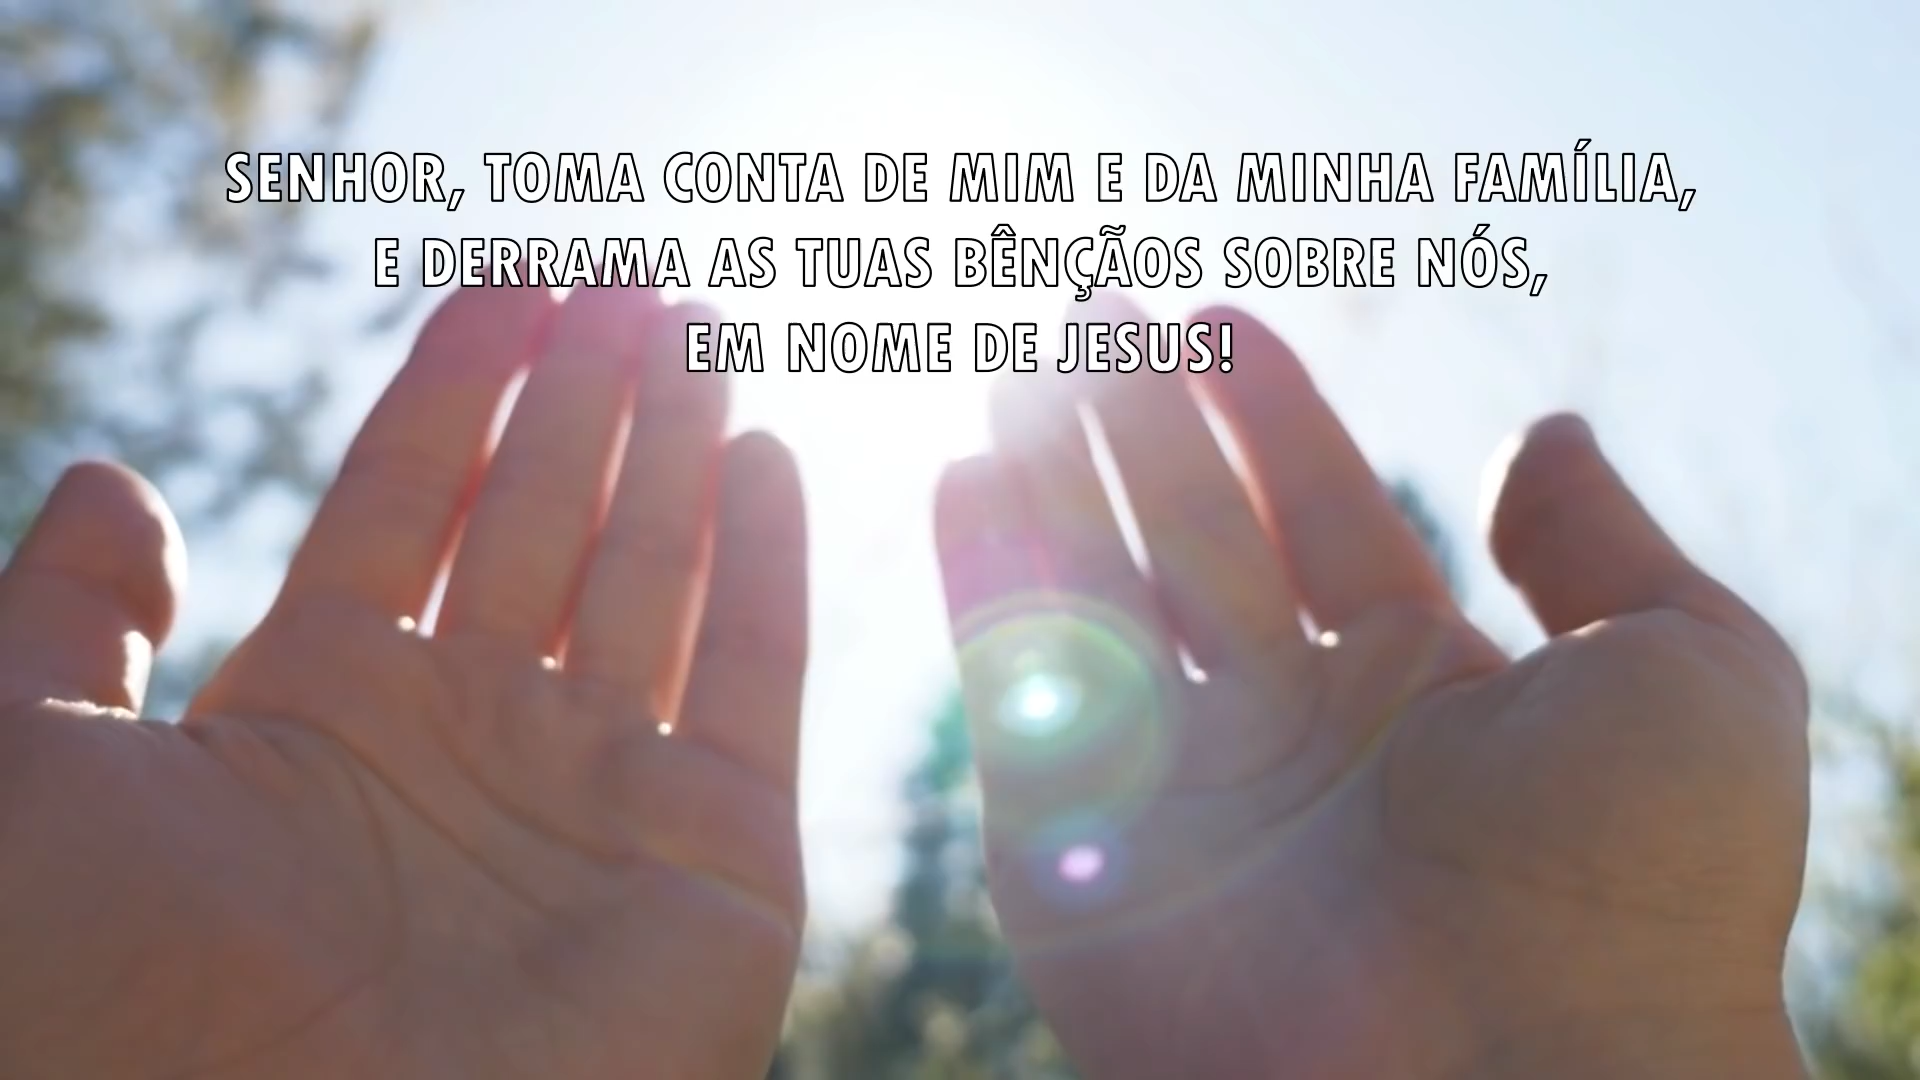 SENHOR, TOMA CONTA DE MIM E DA MINHA FAMÍLIA,
E DERRAMA AS TUAS BÊNÇÃOS SOBRE NÓS,
EM NOME DE JESUS!